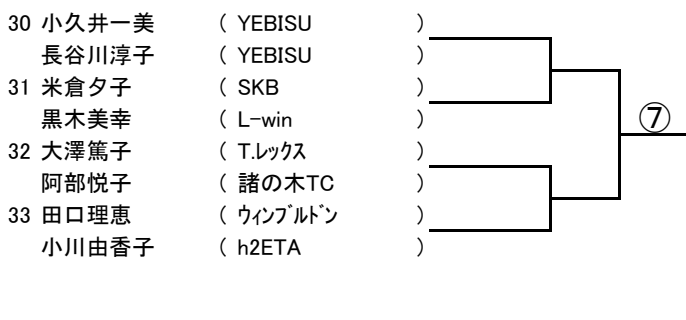 30 小久井一美 ( YEBISU )
長谷川淳子 ( YEBISU )
31 米倉夕子 ( SKB )
黒木美幸 ( L-win )
⑦
32 大澤篤子 ( T.レックス )
阿部悦子 ( 諸の木TC )
33 田口理恵 ( ウィンブルドン )
小川由香子 ( h2ETA )